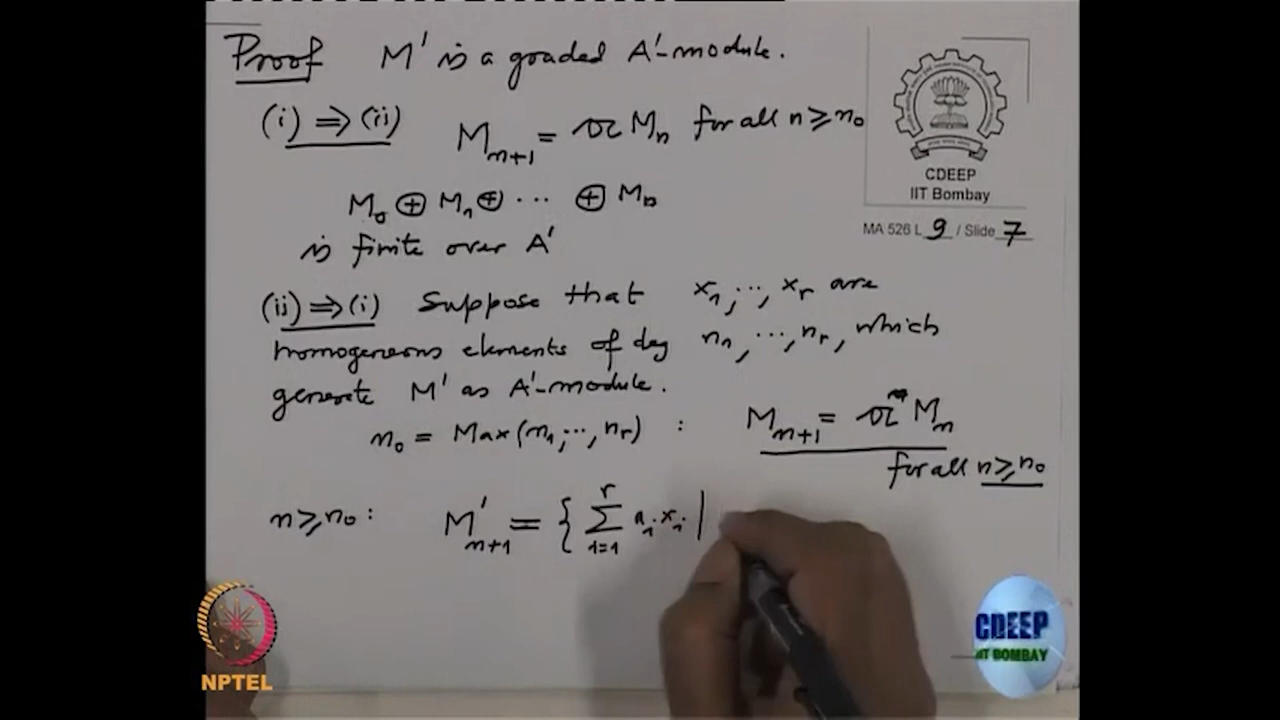 Proof M' is a graded A'-module.
(i) ⇒ (ii) M_{n+1} = 𝔞 M_n for all n ≥ n_0
M_0 ⊕ M_1 ⊕ ... ⊕ M_{n_0}
is finite over A'
(ii) ⇒ (i) Suppose that x_1, ..., x_r are
homogeneous elements of deg n_1, ..., n_r, which
generate M' as A'-module.
n_0 = Max(n_1, ..., n_r) : M_{n+1} = 𝔞 M_n
for all n ≥ n_0
n ≥ n_0 : M'_{n+1} = { ∑_{i=1}^{r} a_i x_i |
CDEEP
IIT Bombay
MA 526 L 9 / Slide 7
NPTEL
CDEEP
IIT BOMBAY